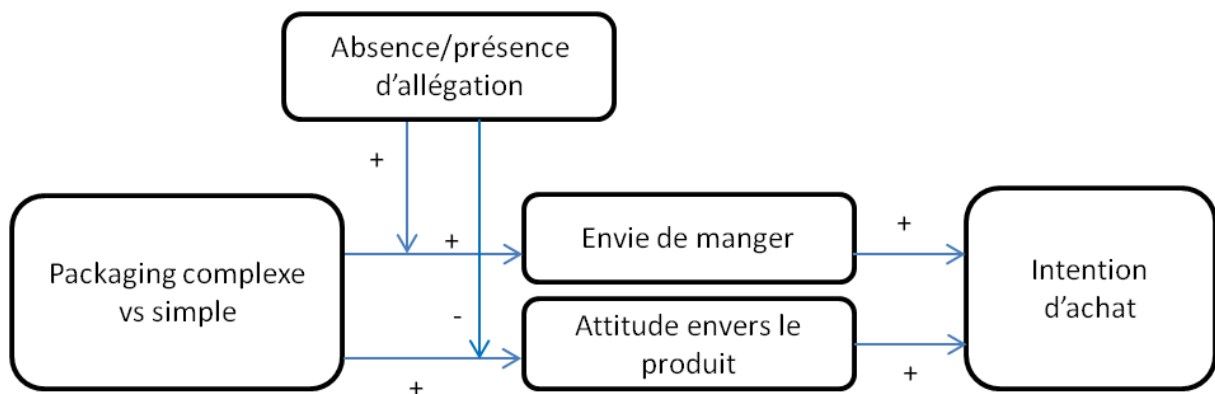 Absence/présence
d'allégation
+
+
Envie de manger
+
Packaging complexe
vs simple
Intention
d'achat
-
Attitude envers le
produit
+
+